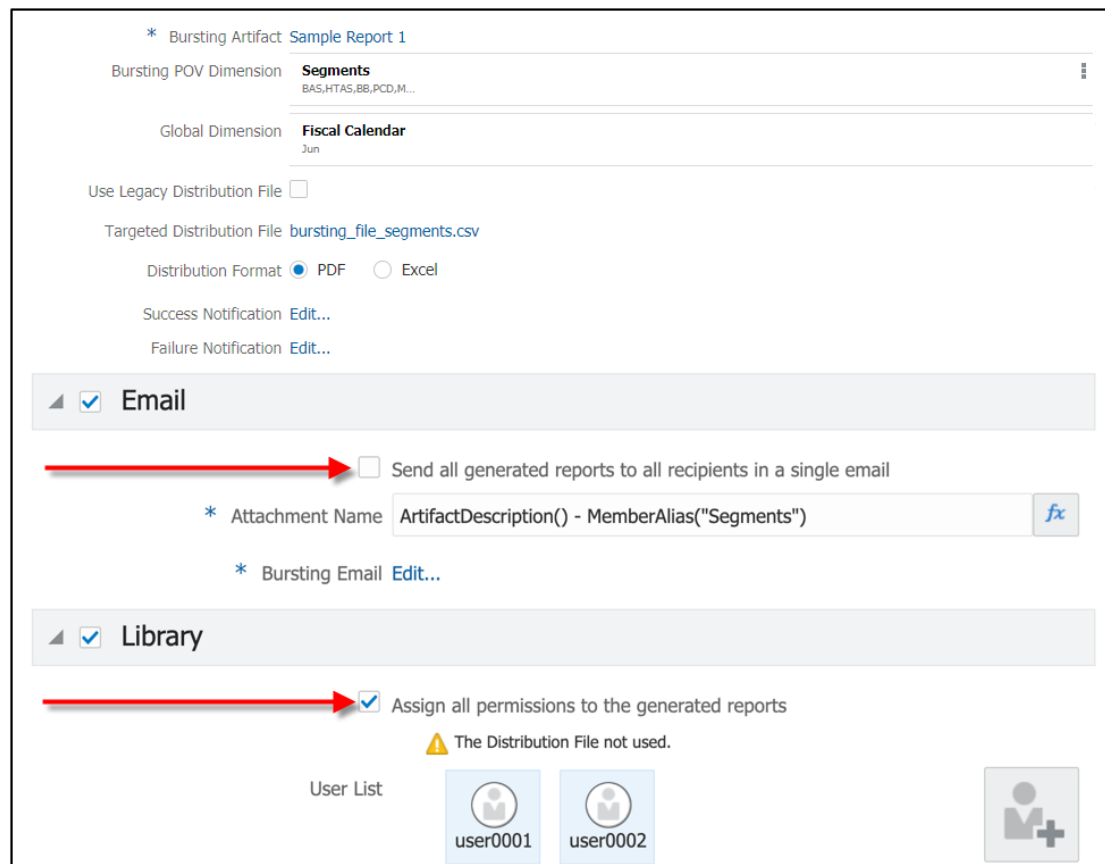 * Bursting Artifact Sample Report 1
Bursting POV Dimension Segments
BAS,HTAS,BB,PCD,M...
Global Dimension Fiscal Calendar
Jun
Use Legacy Distribution File
Targeted Distribution File bursting_file_segments.csv
Distribution Format PDF Excel
Success Notification Edit...
Failure Notification Edit...
Email
Send all generated reports to all recipients in a single email
* Attachment Name ArtifactDescription() - MemberAlias("Segments") fx
* Bursting Email Edit...
Library
Assign all permissions to the generated reports
The Distribution File not used.
User List
user0001 user0002